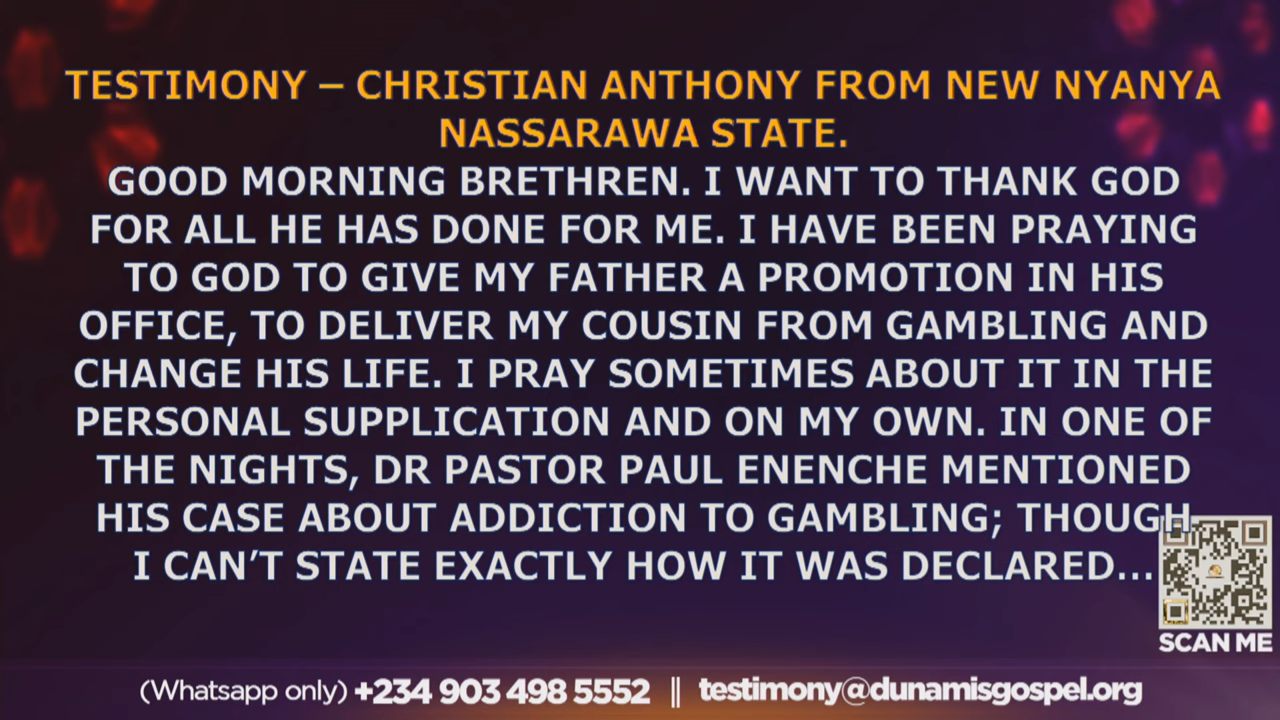 TESTIMONY – CHRISTIAN ANTHONY FROM NEW NYANYA
NASSARAWA STATE.
GOOD MORNING BRETHREN. I WANT TO THANK GOD
FOR ALL HE HAS DONE FOR ME. I HAVE BEEN PRAYING
TO GOD TO GIVE MY FATHER A PROMOTION IN HIS
OFFICE, TO DELIVER MY COUSIN FROM GAMBLING AND
CHANGE HIS LIFE. I PRAY SOMETIMES ABOUT IT IN THE
PERSONAL SUPPLICATION AND ON MY OWN. IN ONE OF
THE NIGHTS, DR PASTOR PAUL ENENCHE MENTIONED
HIS CASE ABOUT ADDICTION TO GAMBLING; THOUGH
I CAN’T STATE EXACTLY HOW IT WAS DECLARED...
SCAN ME
(Whatsapp only) +234 903 498 5552 || testimony@dunamisgospel.org